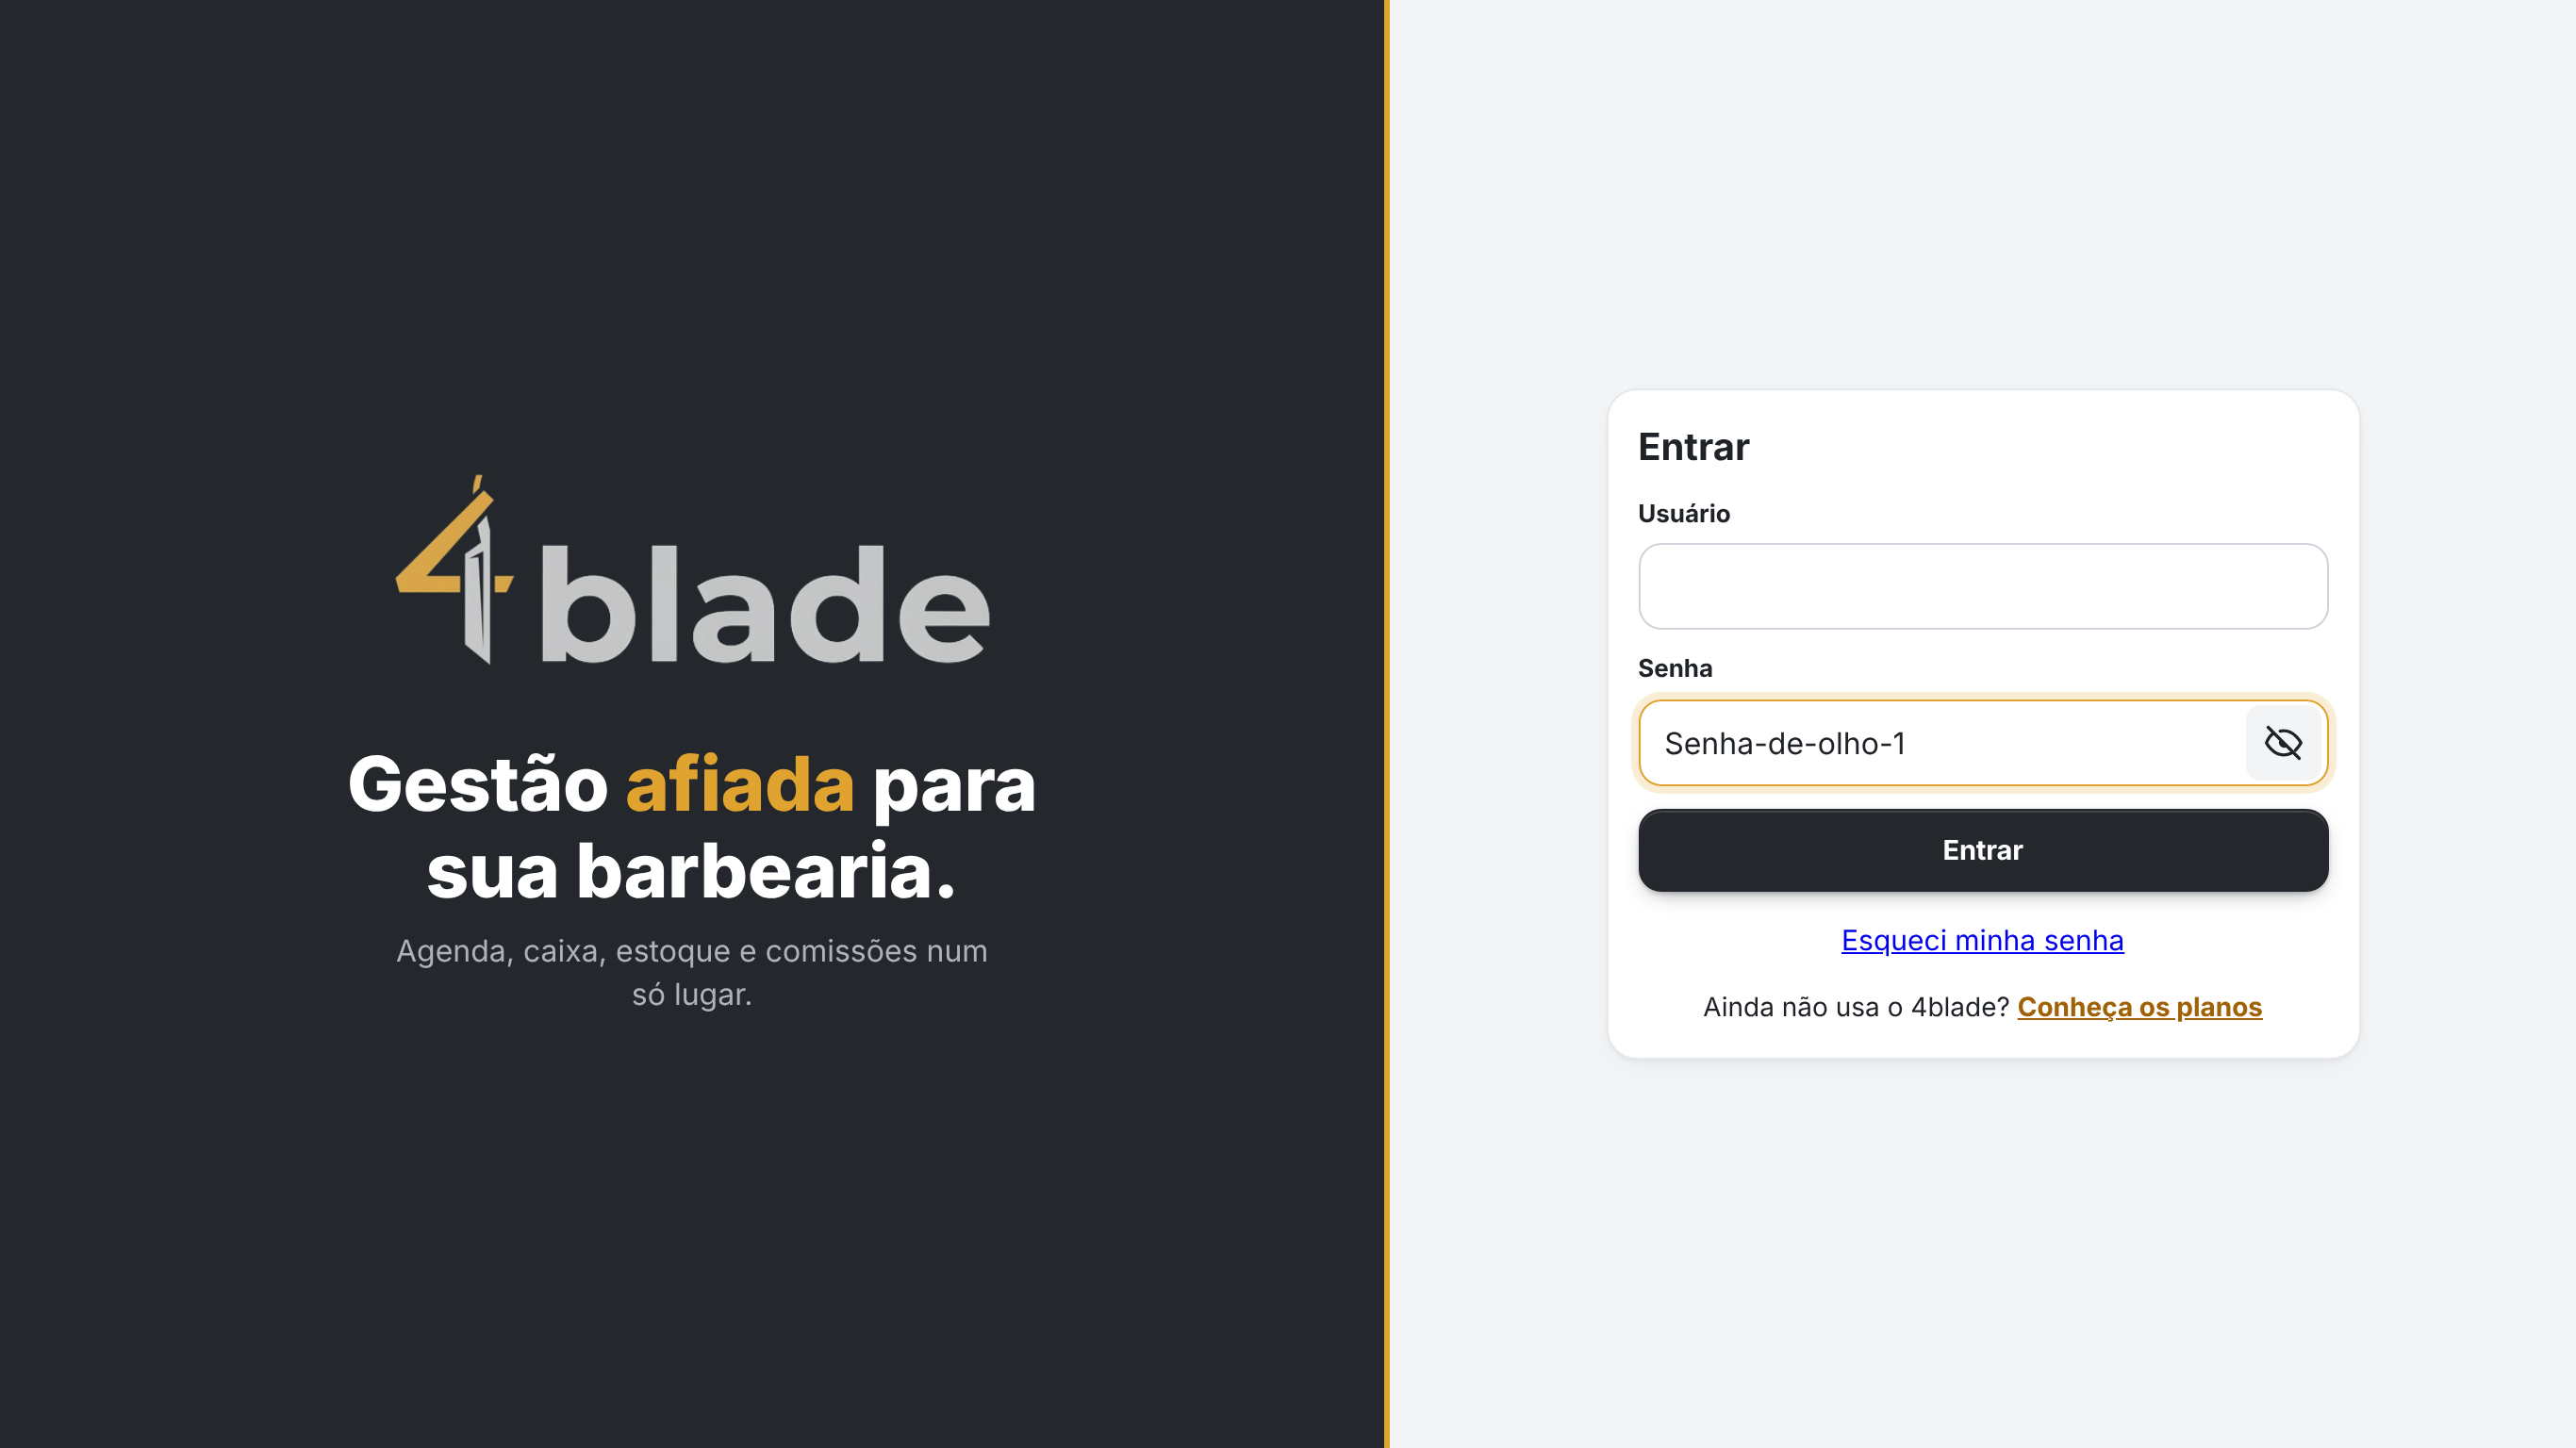 4blade
Gestão afiada para
sua barbearia.
Agenda, caixa, estoque e comissões num
só lugar.
Entrar
Usuário
Senha
Senha-de-olho-1
Entrar
Esqueci minha senha
Ainda não usa o 4blade? Conheça os planos